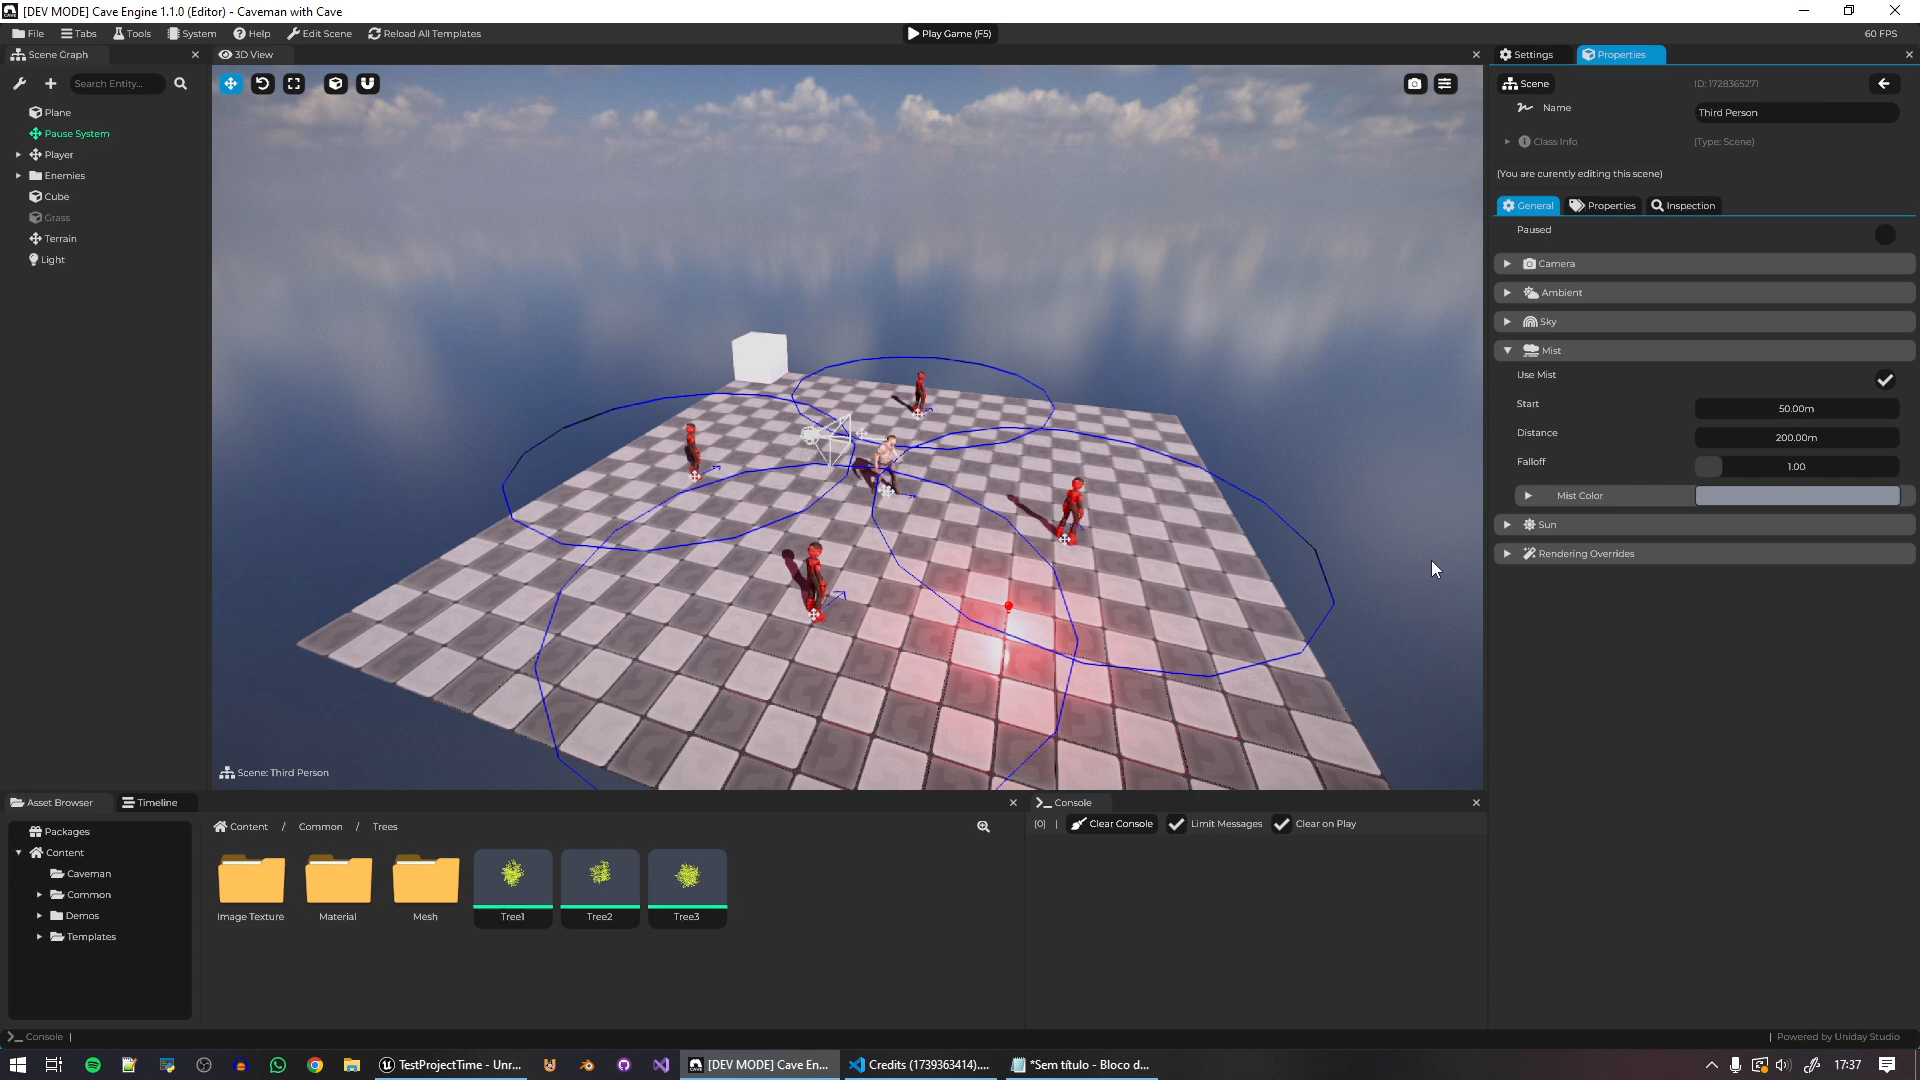 [DEV MODE] Cave Engine 1.1.0 (Editor) - Caveman with Cave
File Tabs Tools System Help Edit Scene Reload All Templates Play Game (F5) 60 FPS
Scene Graph 3D View Settings Properties
Search Entity...
Scene ID: 1728365271
Plane
Name Third Person
Pause System
Class Info (Type: Scene)
Player
Enemies
(You are curently editing this scene)
Cube
General Properties Inspection
Grass
Paused
Terrain
Light
Camera
Ambient
Sky
Mist
Use Mist
Start 50.00m
Distance 200.00m
Falloff 1.00
Mist Color
Sun
Rendering Overrides
Scene: Third Person
Asset Browser Timeline Console
Content / Common / Trees
[0] | Clear Console Limit Messages Clear on Play
Packages
Content
Caveman
Common
Demos
Templates
Image Texture Material Mesh Tree1 Tree2 Tree3
Console | | Powered by Uniday Studio
TestProjectTime - Unr... [DEV MODE] Cave En... Credits (1739363414).... *Sem título - Bloco d... 17:37